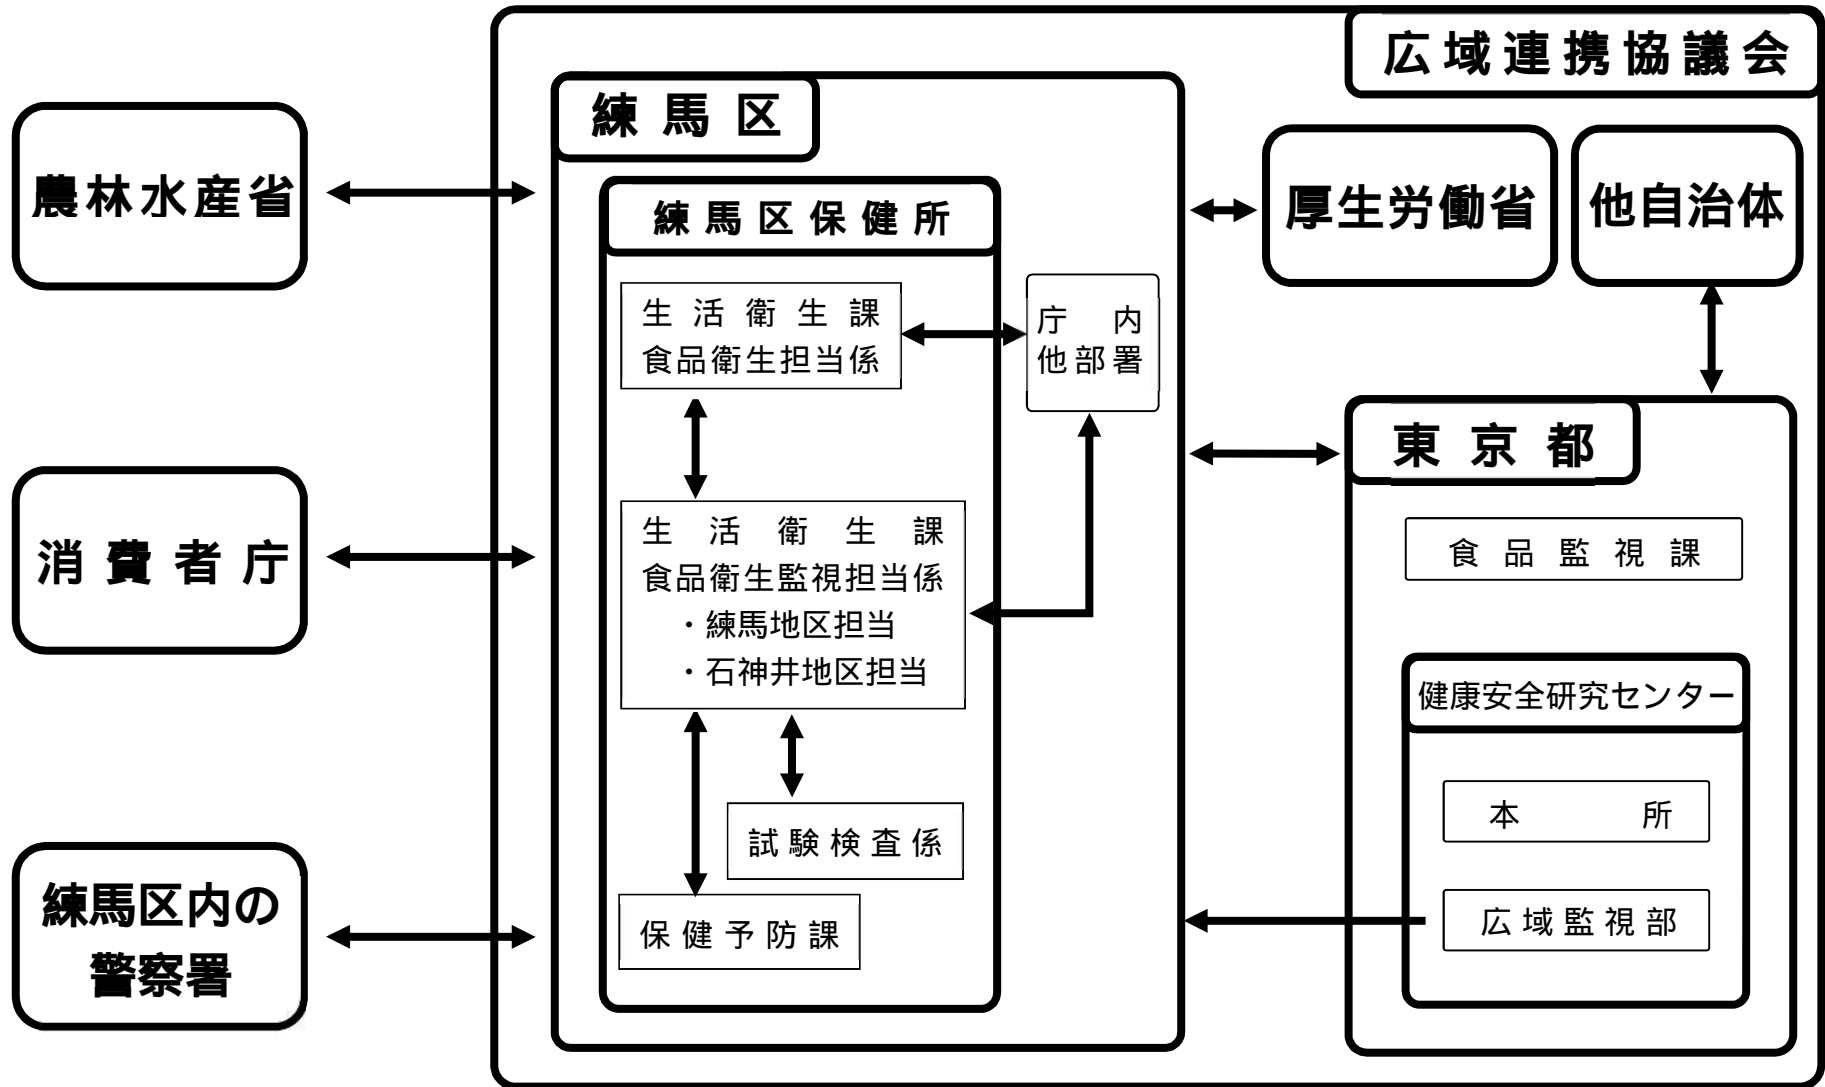 広域連携協議会
練馬区
農林水産省
練馬区保健所
厚生労働省
他自治体
生活衛生課
食品衛生担当係
庁内
他部署
東京都
消費者庁
生活衛生課
食品衛生監視担当係
・練馬地区担当
・石神井地区担当
食品監視課
健康安全研究センター
本所
試験検査係
練馬区内の
警察署
保健予防課
広域監視部